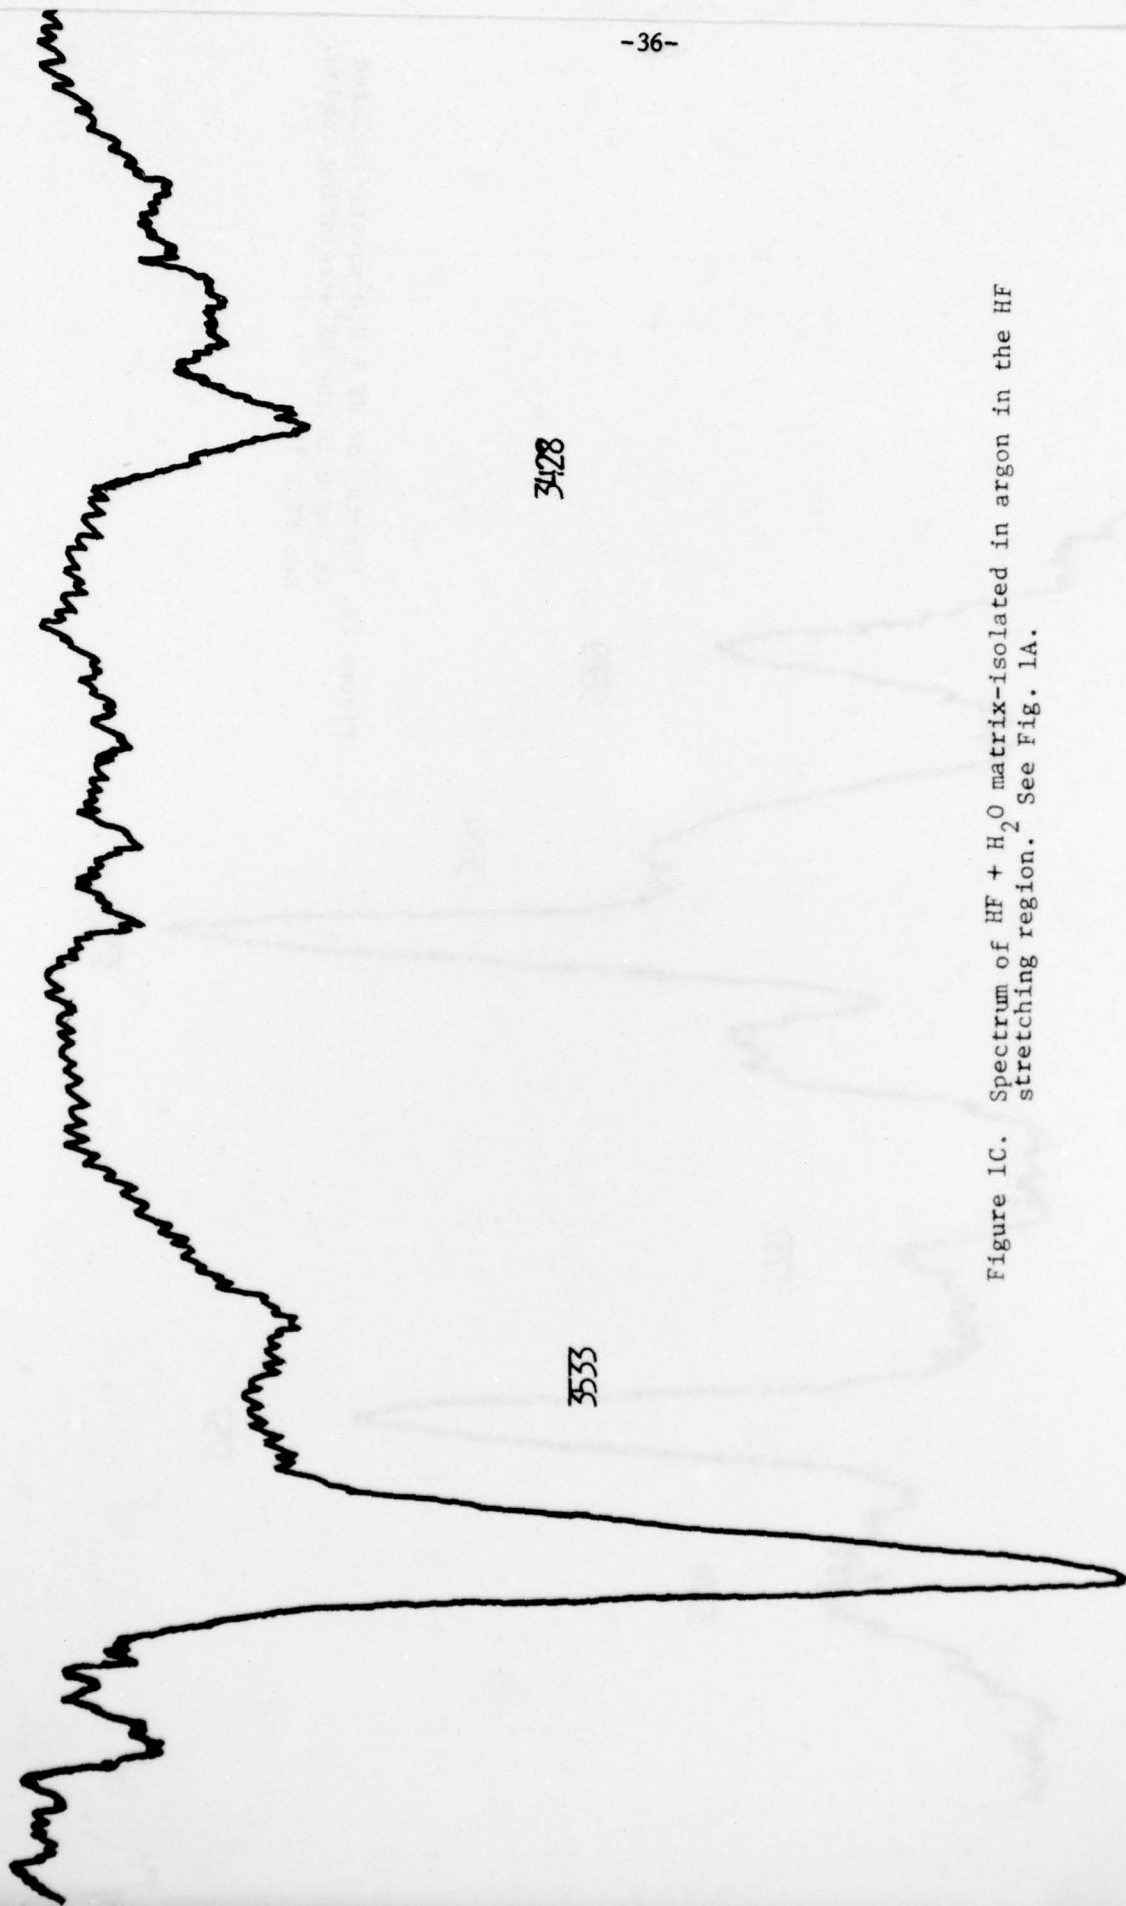 -36-
3428
3533
Figure 1C. Spectrum of HF + H₂O matrix-isolated in argon in the HF
stretching region. See Fig. 1A.